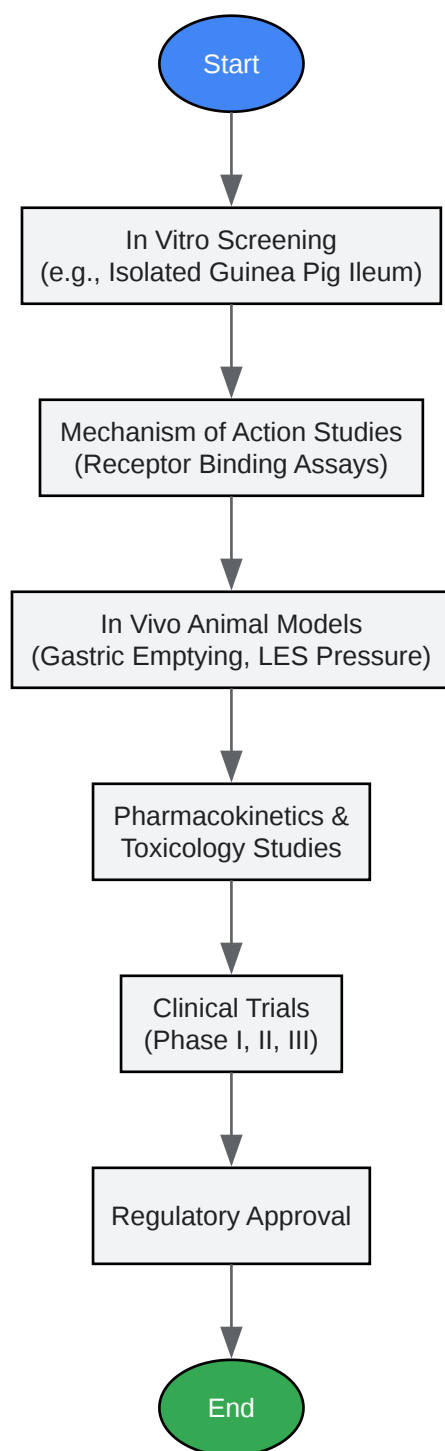 Start
In Vitro Screening
(e.g., Isolated Guinea Pig Ileum)
Mechanism of Action Studies
(Receptor Binding Assays)
In Vivo Animal Models
(Gastric Emptying, LES Pressure)
Pharmacokinetics &
Toxicology Studies
Clinical Trials
(Phase I, II, III)
Regulatory Approval
End